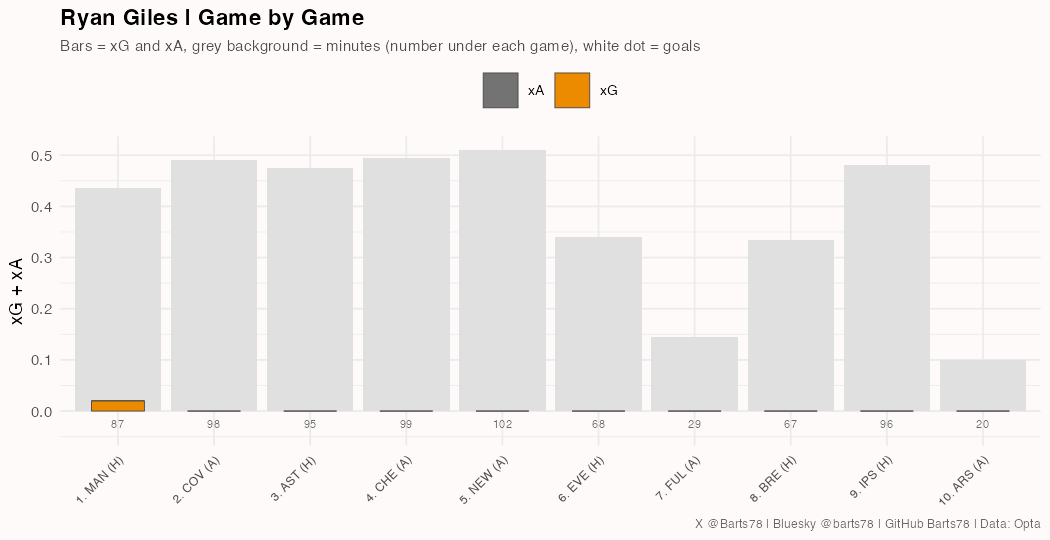 Ryan Giles | Game by Game
Bars = xG and xA, grey background = minutes (number under each game), white dot = goals
xA xG
xG + xA
0.5
0.4
0.3
0.2
0.1
0.0
87 98 95 99 102 68 29 67 96 20
1. MAN (H) 2. COV (A) 3. AST (H) 4. CHE (A) 5. NEW (A) 6. EVE (H) 7. FUL (A) 8. BRE (H) 9. IPS (H) 10. ARS (A)
X @Barts78 | Bluesky @barts78 | GitHub Barts78 | Data: Opta